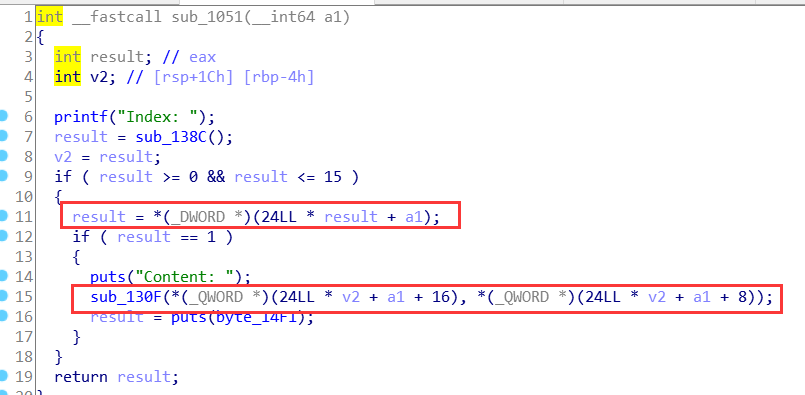 1 int __fastcall sub_1051(__int64 a1)
2 {
3 int result; // eax
4 int v2; // [rsp+1Ch] [rbp-4h]
5
6 printf("Index: ");
7 result = sub_138C();
8 v2 = result;
9 if ( result >= 0 && result <= 15 )
10 {
11 result = *(_DWORD *)(24LL * result + a1);
12 if ( result == 1 )
13 {
14 puts("Content: ");
15 sub_130F(*(_QWORD *)(24LL * v2 + a1 + 16), *(_QWORD *)(24LL * v2 + a1 + 8));
16 result = puts(byte_14F1);
17 }
18 }
19 return result;